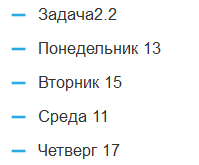 Задача2.2
Понедельник 13
Вторник 15
Среда 11
Четверг 17